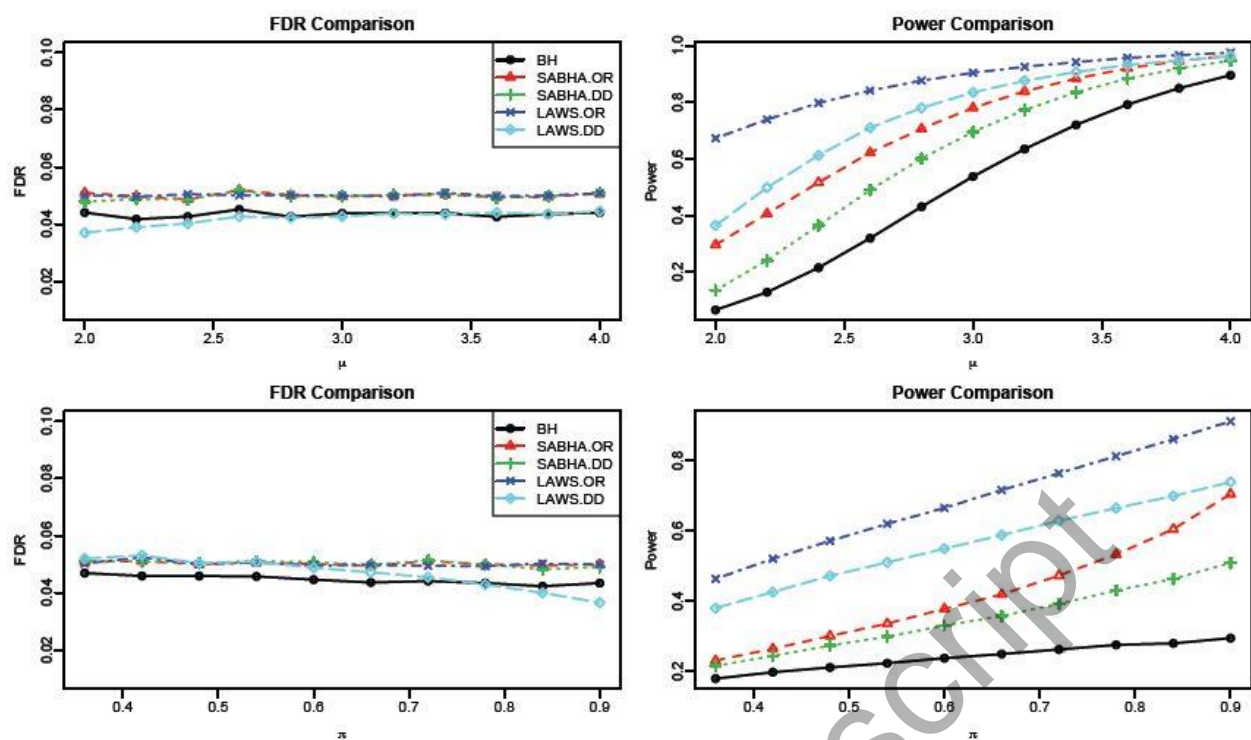 FDR Comparison
Power Comparison
FDR
0.02 0.04 0.06 0.08 0.10
BH
SABHA.OR
SABHA.DD
LAWS.OR
LAWS.DD
2.0 2.5 3.0 3.5 4.0
μ
Power
0.2 0.4 0.6 0.8 1.0
2.0 2.5 3.0 3.5 4.0
μ
FDR Comparison
Power Comparison
FDR
0.02 0.04 0.06 0.08 0.10
BH
SABHA.OR
SABHA.DD
LAWS.OR
LAWS.DD
0.4 0.5 0.6 0.7 0.8 0.9
π
Power
0.2 0.4 0.6 0.8
0.4 0.5 0.6 0.7 0.8 0.9
π
script